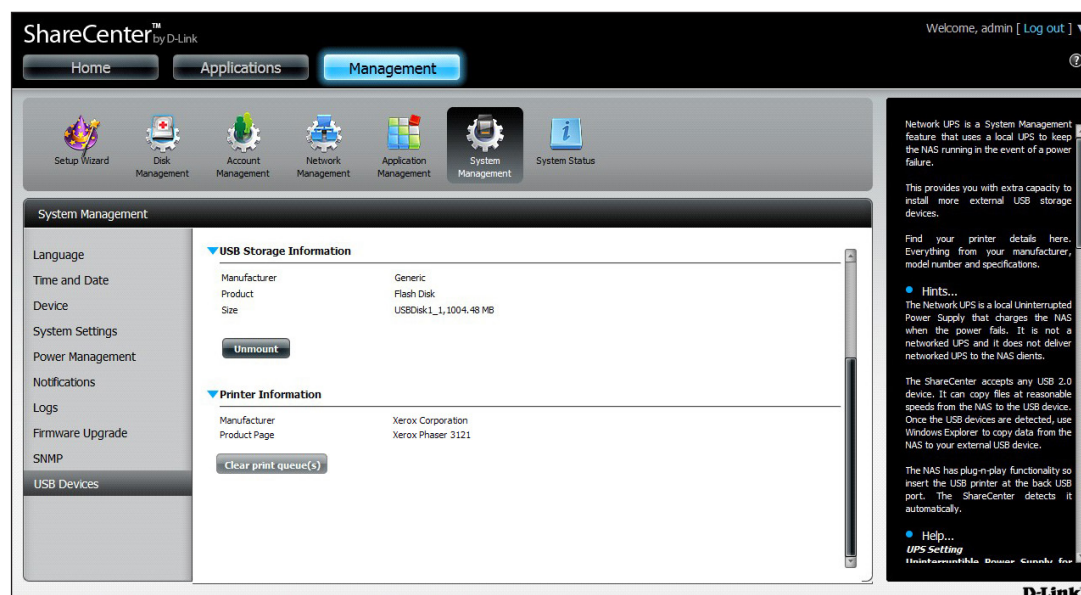 ShareCenter™ by D-Link
Welcome, admin [ Log out ]
Home Applications Management
Setup Wizard
Disk Management
Account Management
Network Management
Application Management
System Management
System Status
System Management
Language
Time and Date
Device
System Settings
Power Management
Notifications
Logs
Firmware Upgrade
SNMP
USB Devices
USB Storage Information
Manufacturer Generic
Product Flash Disk
Size USBDisk1_1,1004.48 MB
Unmount
Printer Information
Manufacturer Xerox Corporation
Product Page Xerox Phaser 3121
Clear print queue(s)
?
Network UPS is a System Management
feature that uses a local UPS to keep
the NAS running in the event of a power
failure.
This provides you with extra capacity to
install more external USB storage
devices.
Find your printer details here.
Everything from your manufacturer,
model number and specifications.
Hints...
The Network UPS is a local Uninterrupted
Power Supply that charges the NAS
when the power fails. It is not a
networked UPS and it does not deliver
networked UPS to the NAS clients.
The ShareCenter accepts any USB 2.0
device. It can copy files at reasonable
speeds from the NAS to the USB device.
Once the USB devices are detected, use
Windows Explorer to copy data from the
NAS to your external USB device.
The NAS has plug-n-play functionality so
insert the USB printer at the back USB
port. The ShareCenter detects it
automatically.
Help...
UPS Setting
Uninterruptible Power Supply for
D-Link